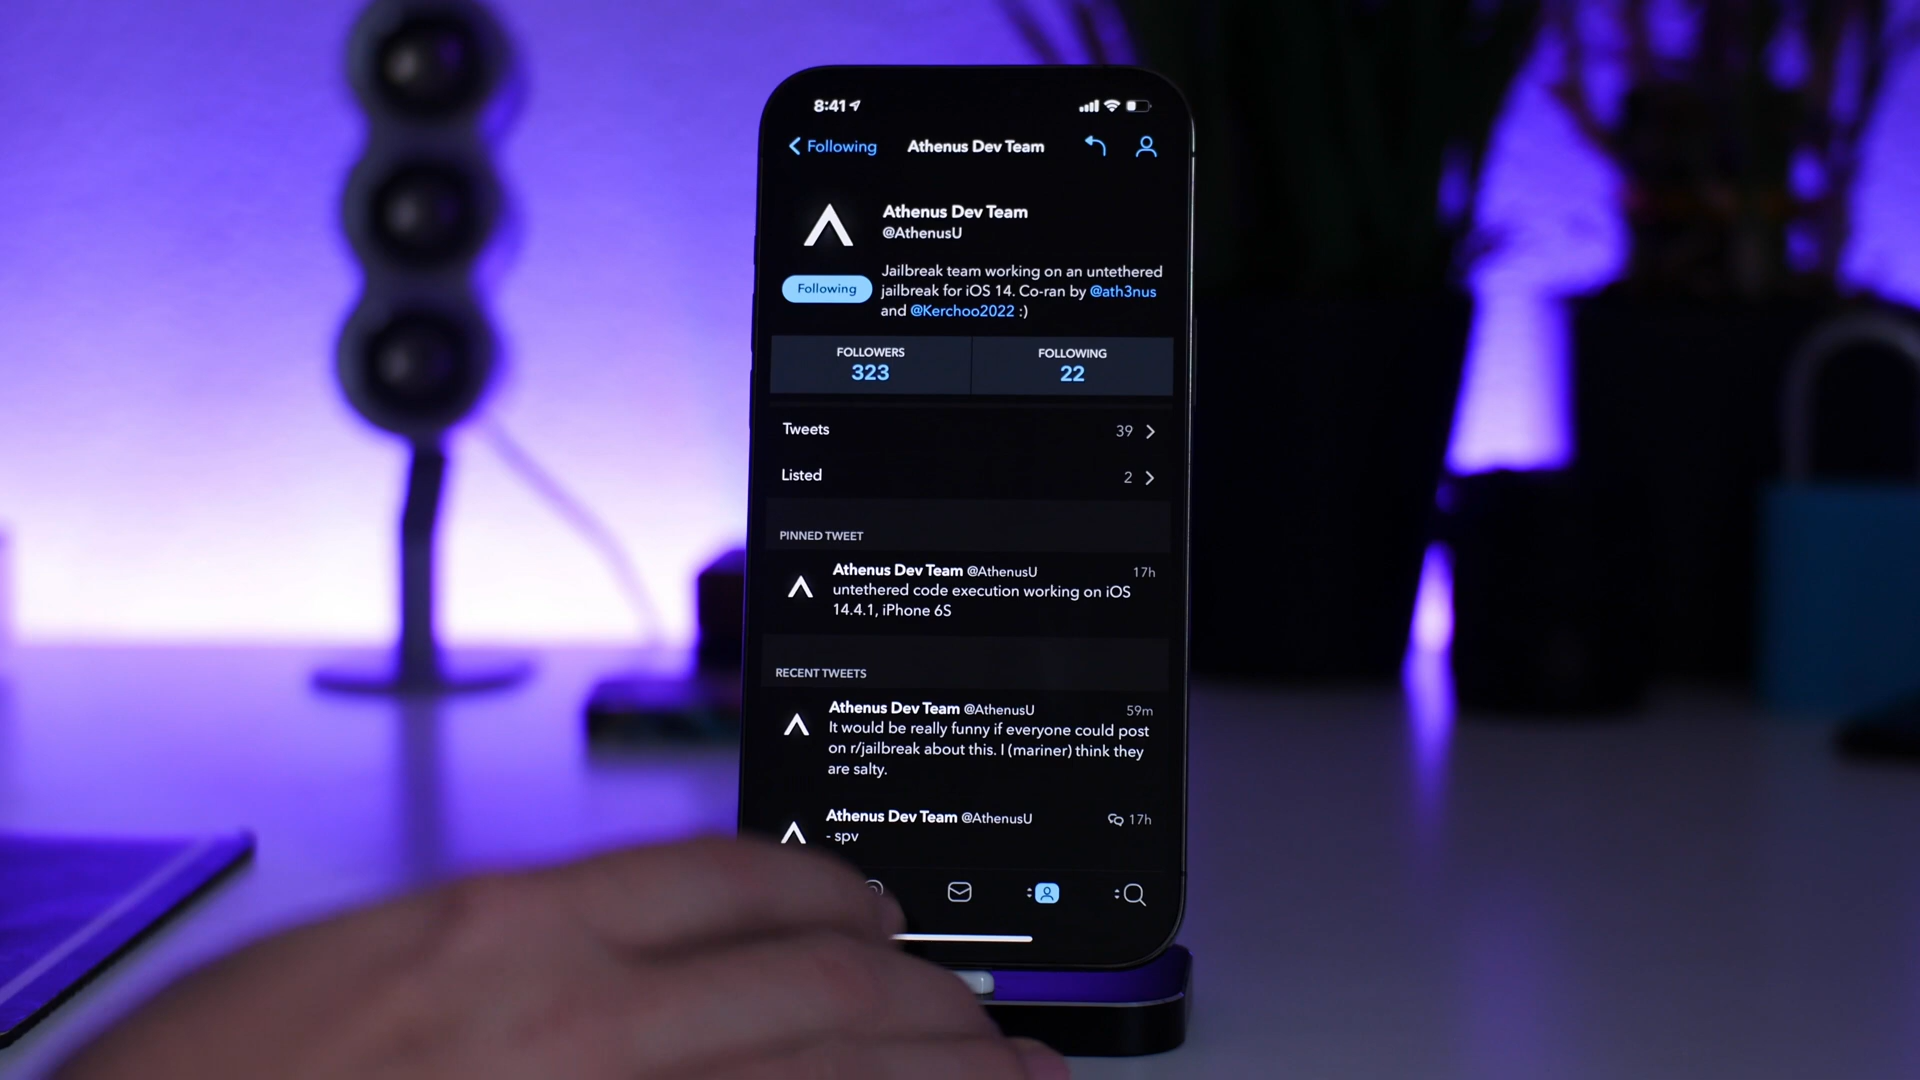 8:41
Following
Athenus Dev Team
Athenus Dev Team
@AthenusU
Following
Jailbreak team working on an untethered
jailbreak for iOS 14. Co-ran by @ath3nus
and @Kerchoo2022 :)
FOLLOWERS
323
FOLLOWING
22
Tweets 39
Listed 2
PINNED TWEET
Athenus Dev Team @AthenusU 17h
untethered code execution working on iOS
14.4.1, iPhone 6S
RECENT TWEETS
Athenus Dev Team @AthenusU 59m
It would be really funny if everyone could post
on r/jailbreak about this. I (mariner) think they
are salty.
Athenus Dev Team @AthenusU 17h
- spv